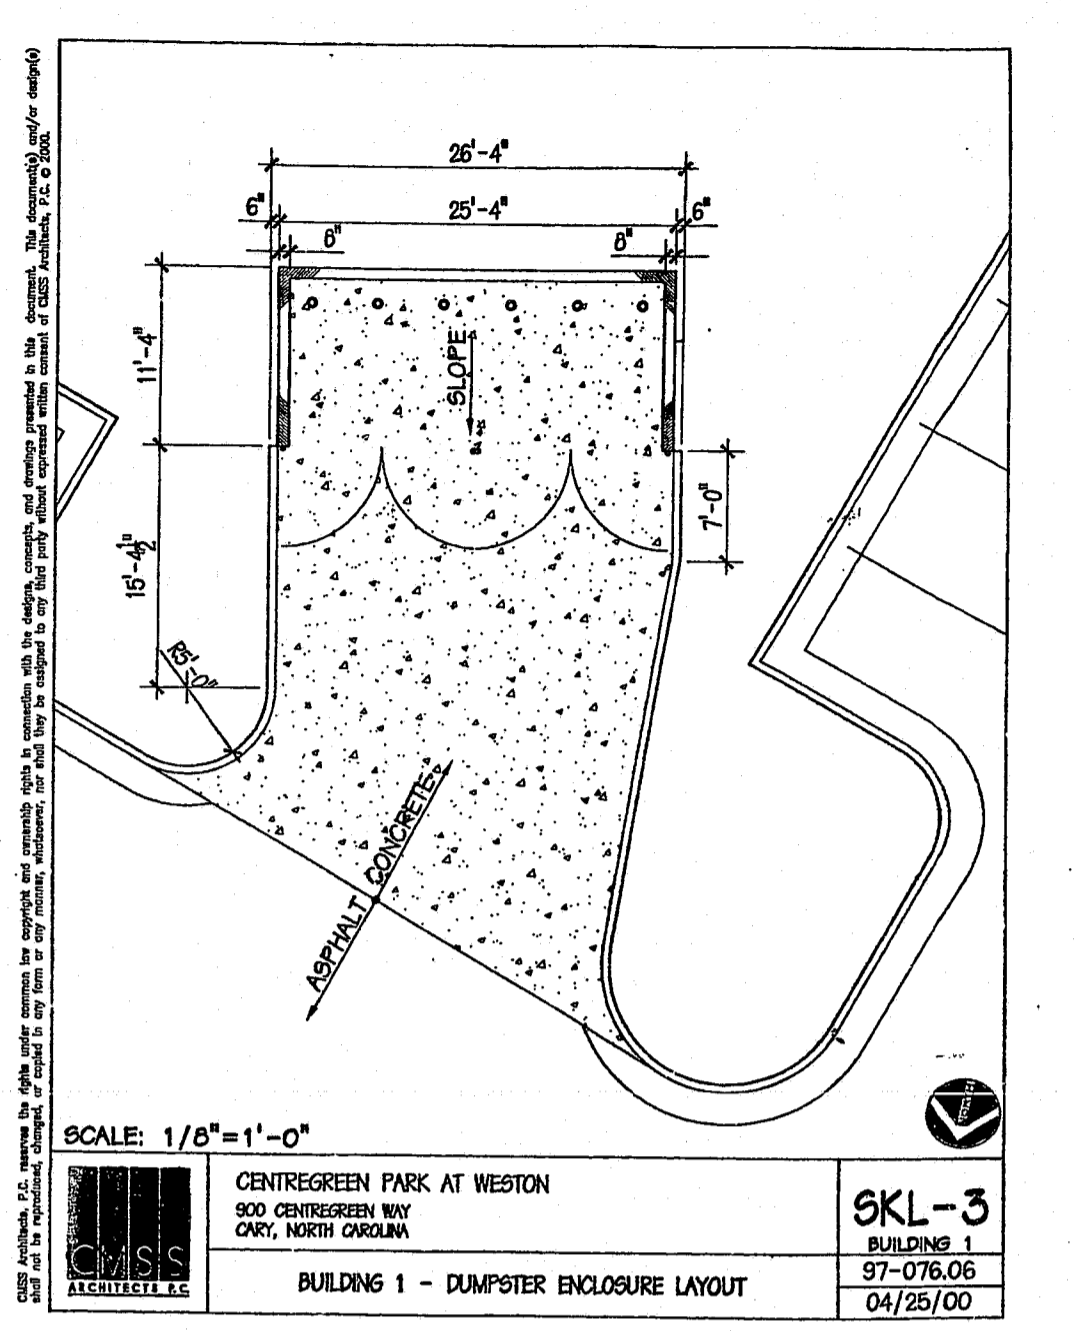 CMSS Architects, P.C. reserves the rights under common law copyright and ownership rights in connection with the designs, concepts, and drawings presented in this document. This document(s) and/or design(s)
shall not be reproduced, changed, or copied in any form or any manner, whatsoever, nor shall they be assigned to any third party without expressed written consent of CMSS Architects, P.C. © 2000.
26'-4"
6"
25'-4"
6"
8"
8"
11'-4"
SLOPE
7'-0"
15'-4 1/2"
R5'-0"
CONCRETE
ASPHALT
NORTH
SCALE: 1/8"=1'-0"
CMSS
ARCHITECTS P.C.
CENTREGREEN PARK AT WESTON
900 CENTREGREEN WAY
CARY, NORTH CAROLINA
BUILDING 1 - DUMPSTER ENCLOSURE LAYOUT
SKL-3
BUILDING 1
97-076.06
04/25/00